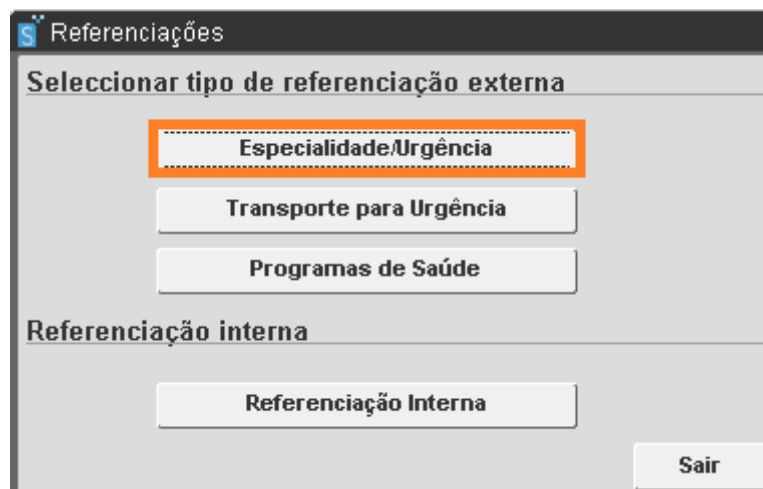 S Referenciações
Seleccionar tipo de referenciação externa
Especialidade/Urgência
Transporte para Urgência
Programas de Saúde
Referenciação interna
Referenciação Interna
Sair